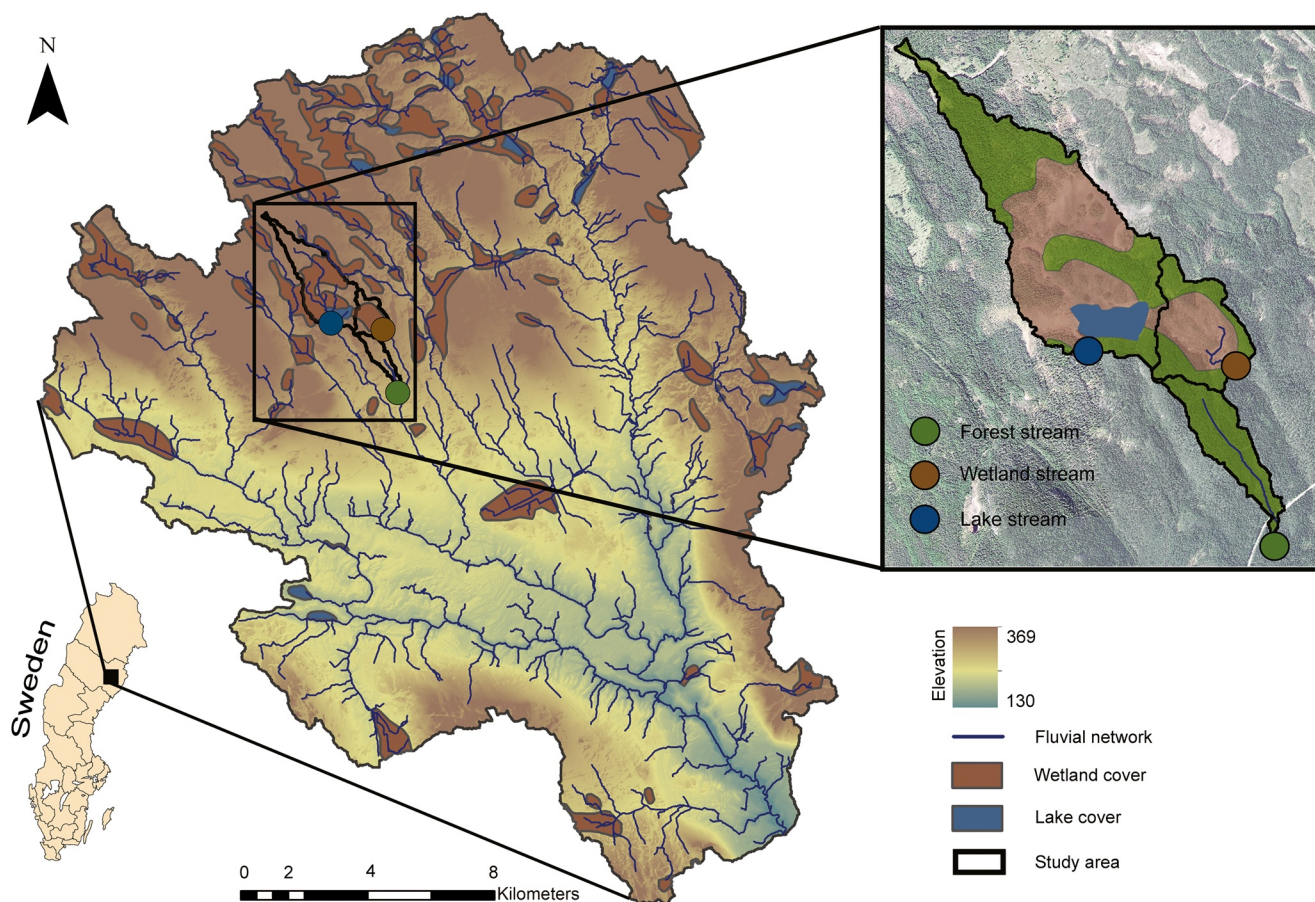 N
Forest stream
Wetland stream
Lake stream
Sweden
Elevation
369
130
Fluvial network
Wetland cover
Lake cover
Study area
0 2 4 8
Kilometers